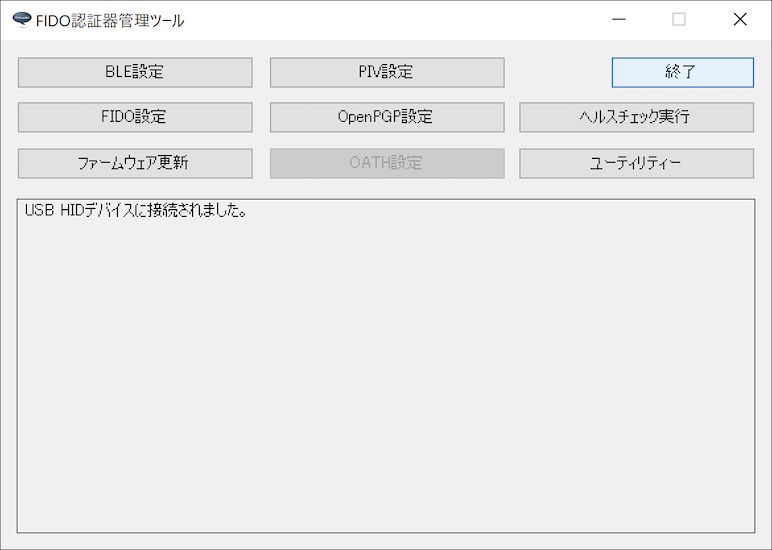 FIDO認証器管理ツール
BLE設定 PIV設定 終了
FIDO設定 OpenPGP設定 ヘルスチェック実行
ファームウェア更新 OATH設定 ユーティリティー
USB HIDデバイスに接続されました。